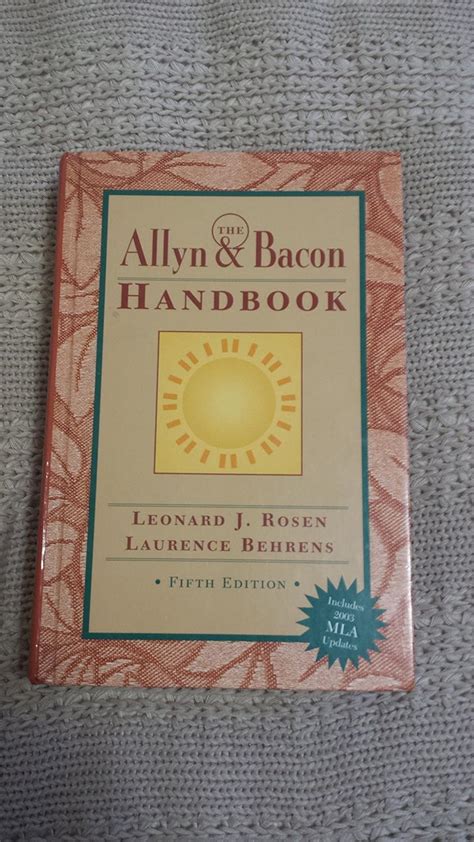 THE
Allyn & Bacon
HANDBOOK
LEONARD J. ROSEN
LAURENCE BEHRENS
• FIFTH EDITION •
Includes
2003
MLA
Updates